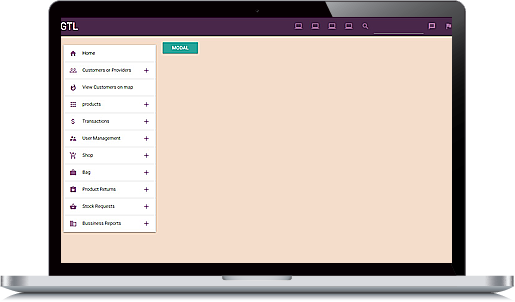 GTL
MODAL
Home
Customers or Providers
View Customers on map
products
Transactions
User Management
Shop
Bag
Product Returns
Stock Requests
Bussiness Reports